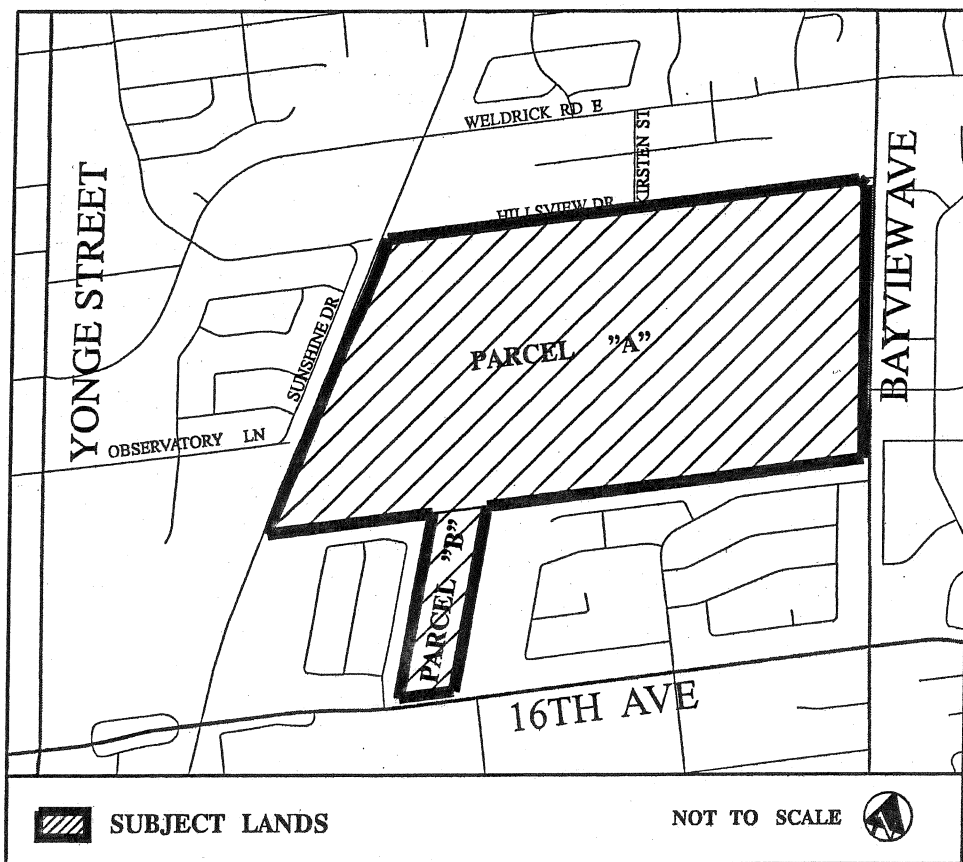 WELDRICK RD E
KIRSTEN ST
HILLSVIEW DR
YONGE STREET
BAYVIEW AVE
SUNSHINE DR
PARCEL "A"
OBSERVATORY LN
PARCEL "B"
16TH AVE
SUBJECT LANDS
NOT TO SCALE